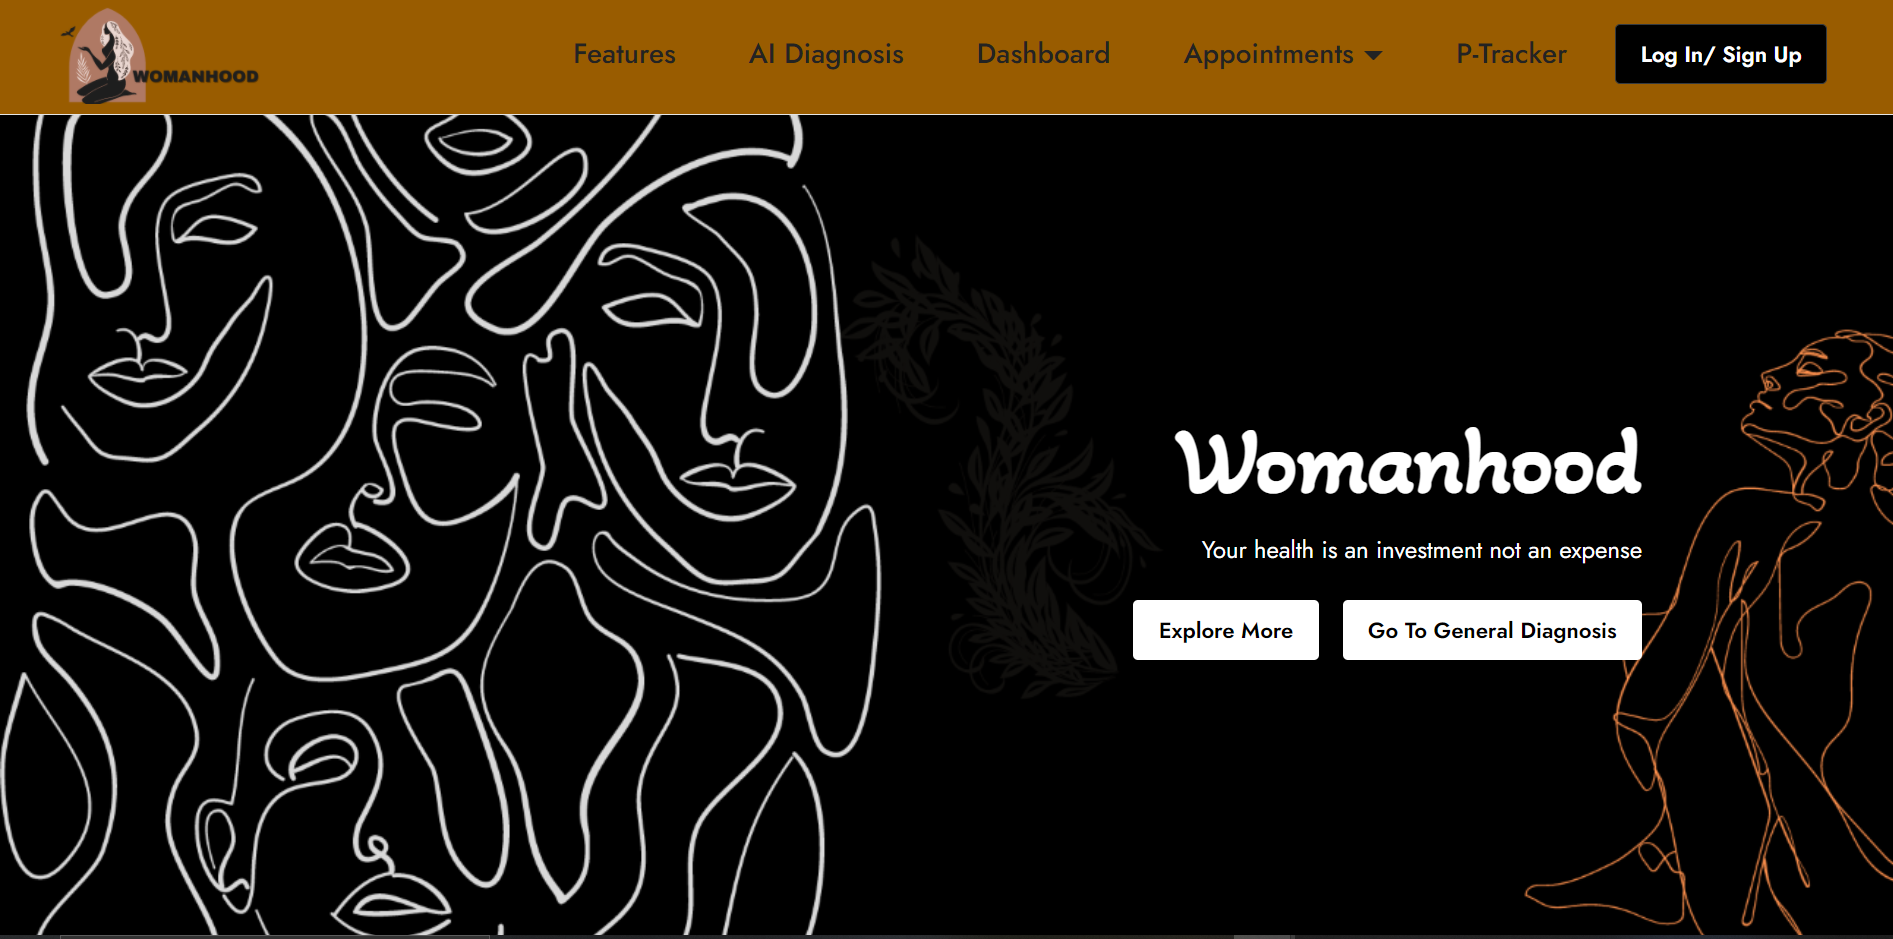 WOMANHOOD
Features
AI Diagnosis
Dashboard
Appointments
P-Tracker
Log In/ Sign Up
Womanhood
Your health is an investment not an expense
Explore More
Go To General Diagnosis